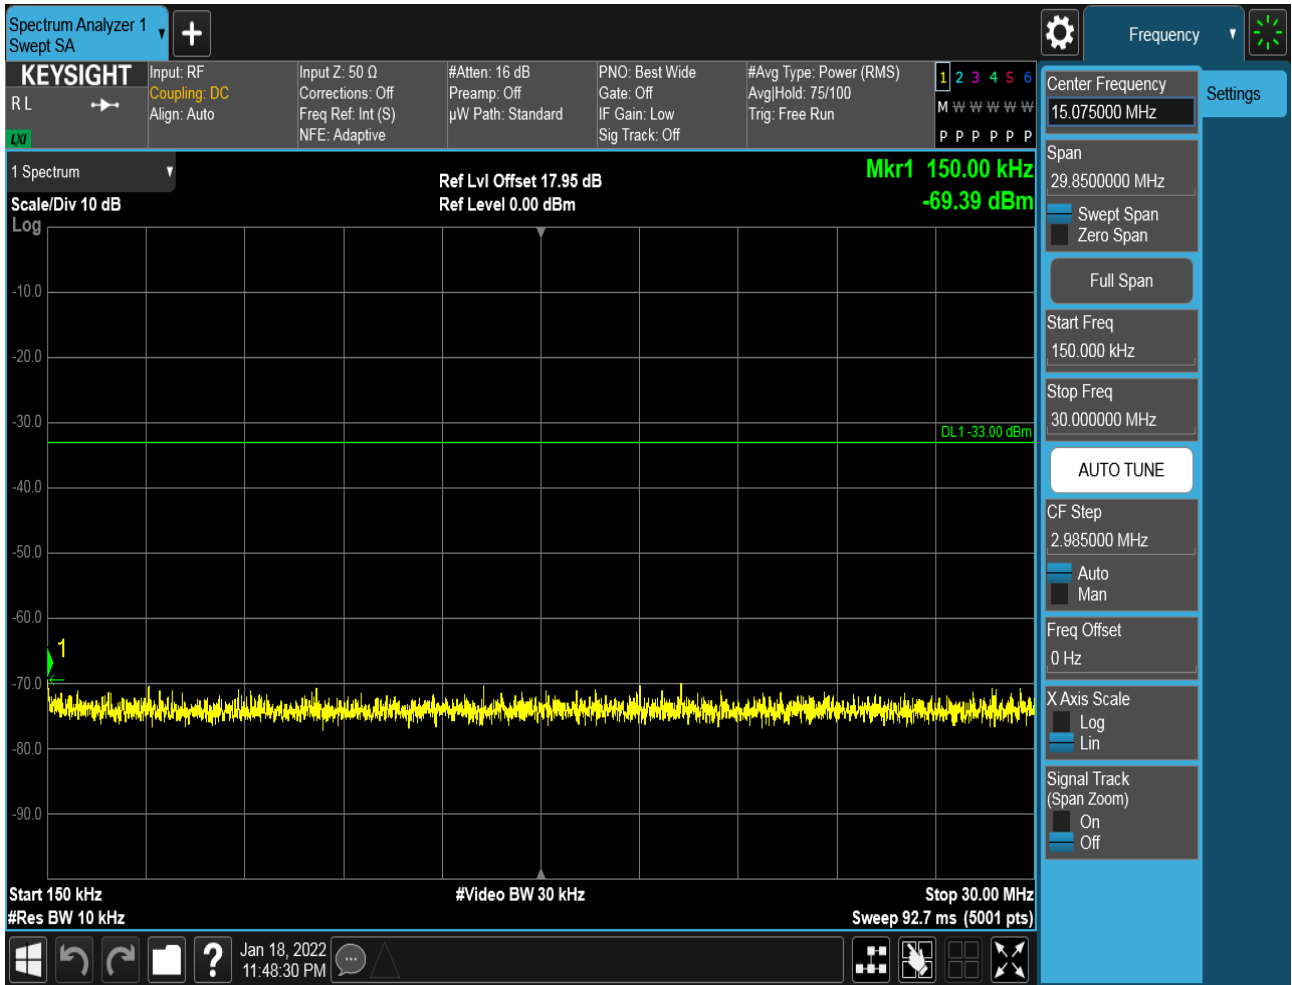 Spectrum Analyzer 1
Swept SA
Frequency
KEYSIGHT
R L
LXI
Input: RF
Coupling: DC
Align: Auto
Input Z: 50 Ω
Corrections: Off
Freq Ref: Int (S)
NFE: Adaptive
#Atten: 16 dB
Preamp: Off
µW Path: Standard
PNO: Best Wide
Gate: Off
IF Gain: Low
Sig Track: Off
#Avg Type: Power (RMS)
Avg|Hold: 75/100
Trig: Free Run
1 2 3 4 5 6
M W W W W W
P P P P P P
1 Spectrum
Scale/Div 10 dB
Log
Ref Lvl Offset 17.95 dB
Ref Level 0.00 dBm
Mkr1 150.00 kHz
-69.39 dBm
-10.0
-20.0
-30.0
DL1 -33.00 dBm
-40.0
-50.0
-60.0
1
-70.0
-80.0
-90.0
Start 150 kHz
#Video BW 30 kHz
Stop 30.00 MHz
#Res BW 10 kHz
Sweep 92.7 ms (5001 pts)
Center Frequency
15.075000 MHz
Settings
Span
29.8500000 MHz
Swept Span
Zero Span
Full Span
Start Freq
150.000 kHz
Stop Freq
30.000000 MHz
AUTO TUNE
CF Step
2.985000 MHz
Auto
Man
Freq Offset
0 Hz
X Axis Scale
Log
Lin
Signal Track
(Span Zoom)
On
Off
?
Jan 18, 2022
11:48:30 PM